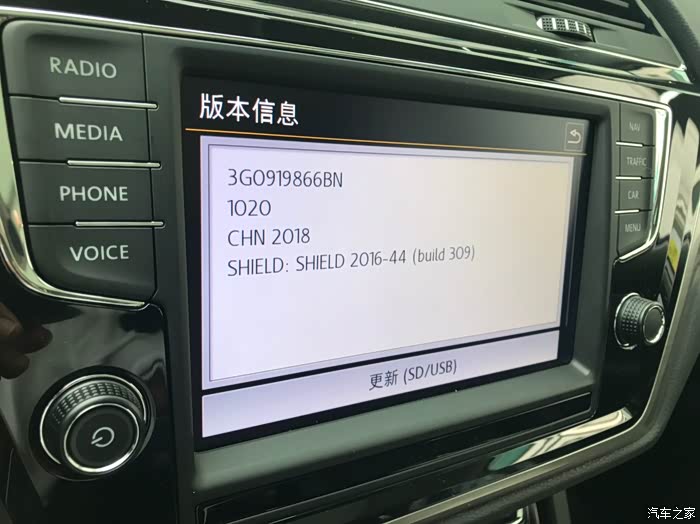 RADIO
MEDIA
PHONE
VOICE
版本信息
3G0919866BN
1020
CHN 2018
SHIELD: SHIELD 2016-44 (build 309)
更新 (SD/USB)
NAV
TRAFFIC
CAR
MENU
汽车之家